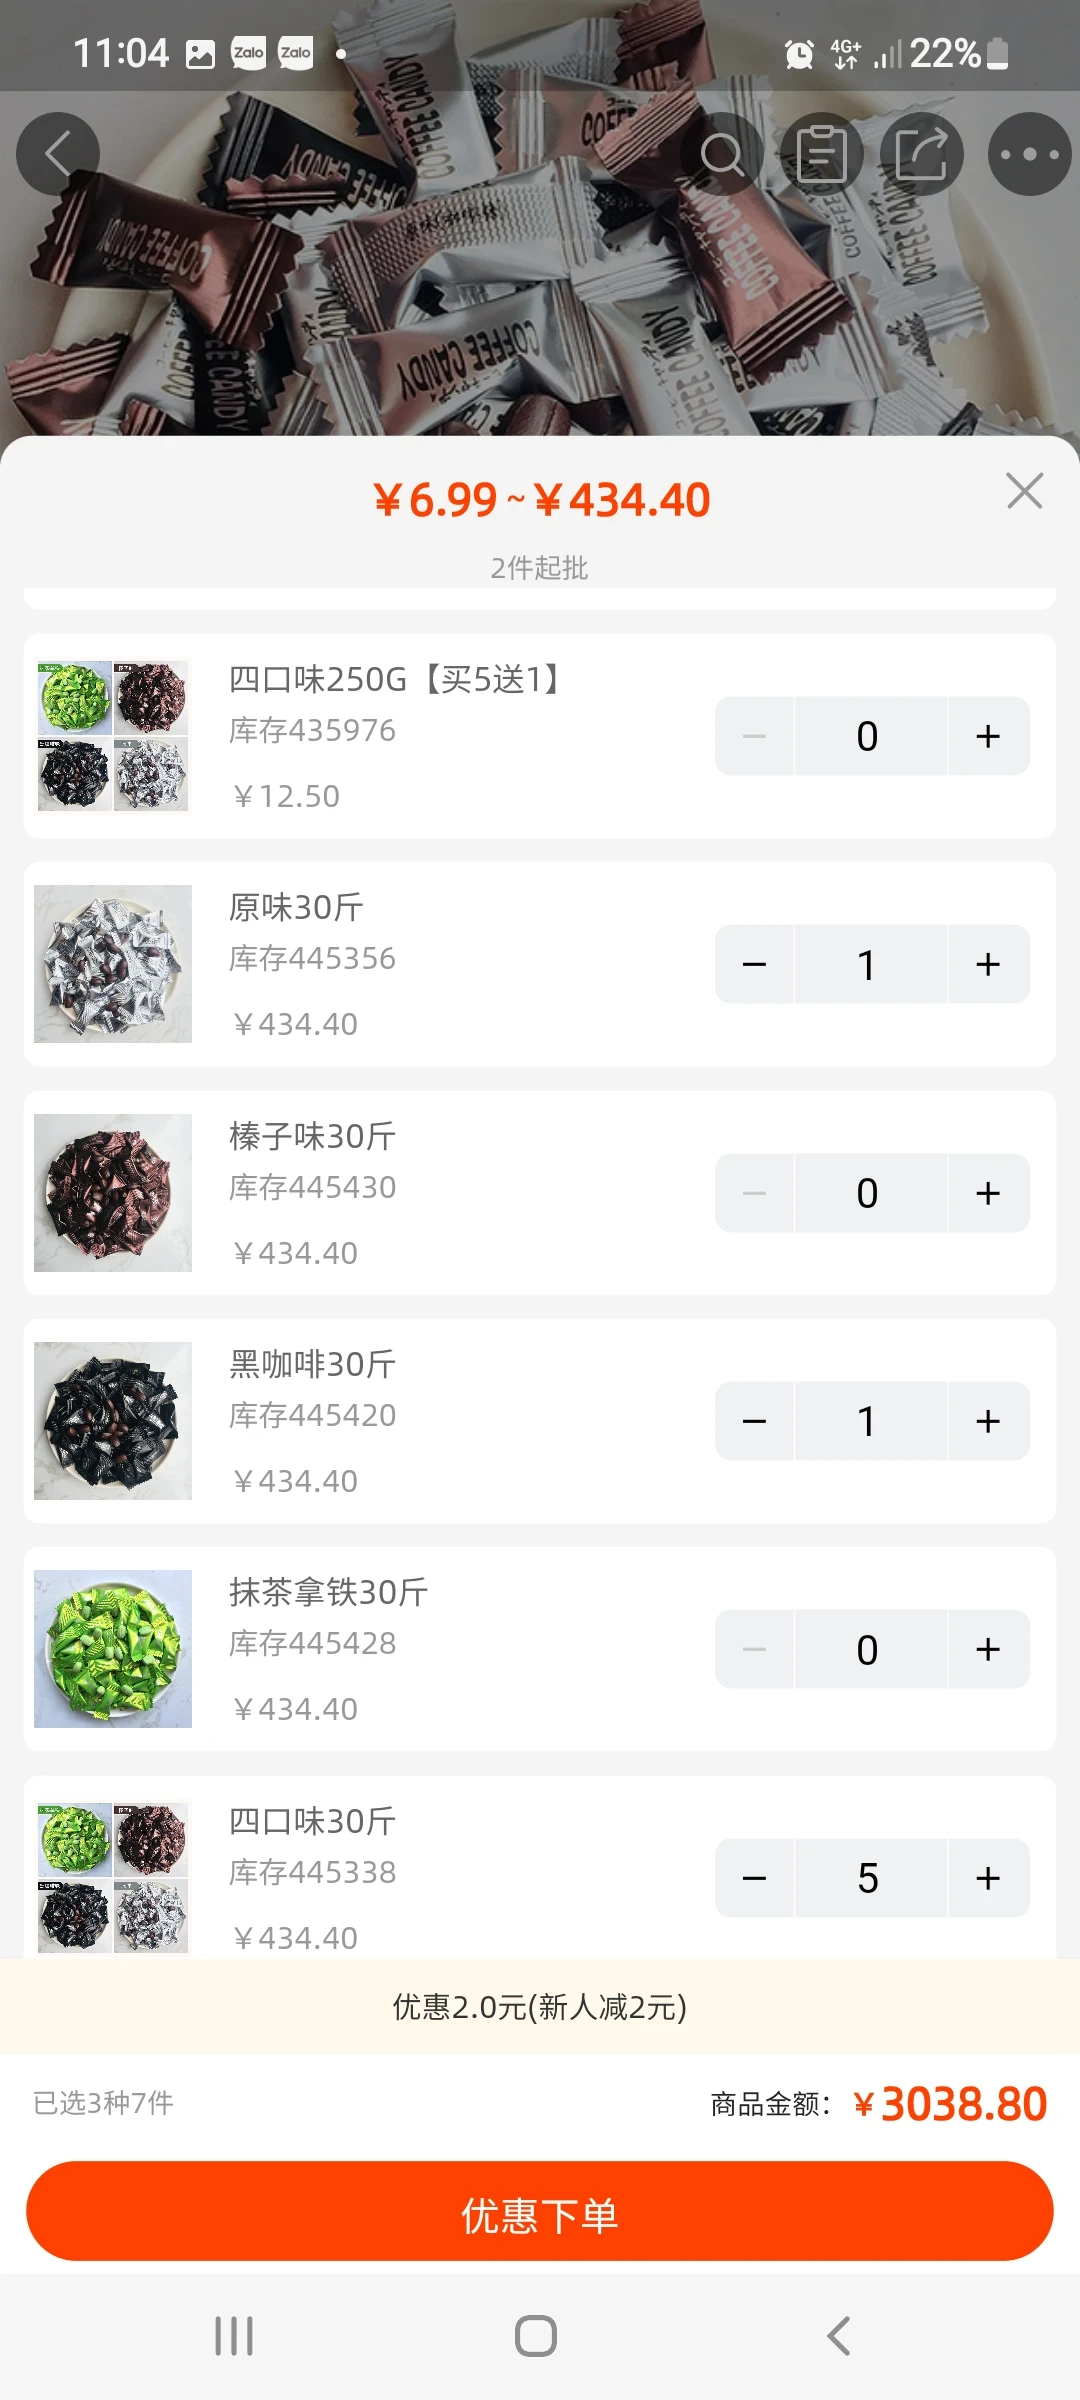 11:04 Zalo Zalo 4G+ 22%
COFFEE CANDY
COFFEE CANDY
COFFEE CANDY
COFFEE CANDY
¥6.99~¥434.40
2件起批
四口味250G【买5送1】
库存435976
0
¥12.50
原味30斤
库存445356
1
¥434.40
榛子味30斤
库存445430
0
¥434.40
黑咖啡30斤
库存445420
1
¥434.40
抹茶拿铁30斤
库存445428
0
¥434.40
四口味30斤
库存445338
5
¥434.40
优惠2.0元(新人减2元)
已选3种7件 商品金额：¥3038.80
优惠下单